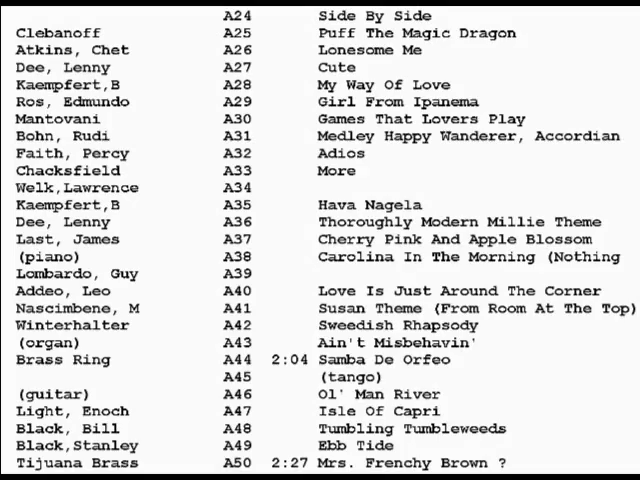 A24 Side By Side
Clebanoff A25 Puff The Magic Dragon
Atkins, Chet A26 Lonesome Me
Dee, Lenny A27 Cute
Kaempfert,B A28 My Way Of Love
Ros, Edmundo A29 Girl From Ipanema
Mantovani A30 Games That Lovers Play
Bohn, Rudi A31 Medley Happy Wanderer, Accordian
Faith, Percy A32 Adios
Chacksfield A33 More
Welk,Lawrence A34
Kaempfert,B A35 Hava Nagela
Dee, Lenny A36 Thoroughly Modern Millie Theme
Last, James A37 Cherry Pink And Apple Blossom
(piano) A38 Carolina In The Morning (Nothing
Lombardo, Guy A39
Addeo, Leo A40 Love Is Just Around The Corner
Nascimbene, M A41 Susan Theme (From Room At The Top)
Winterhalter A42 Sweedish Rhapsody
(organ) A43 Ain't Misbehavin'
Brass Ring A44 2:04 Samba De Orfeo
A45 (tango)
(guitar) A46 Ol' Man River
Light, Enoch A47 Isle Of Capri
Black, Bill A48 Tumbling Tumbleweeds
Black,Stanley A49 Ebb Tide
Tijuana Brass A50 2:27 Mrs. Frenchy Brown ?